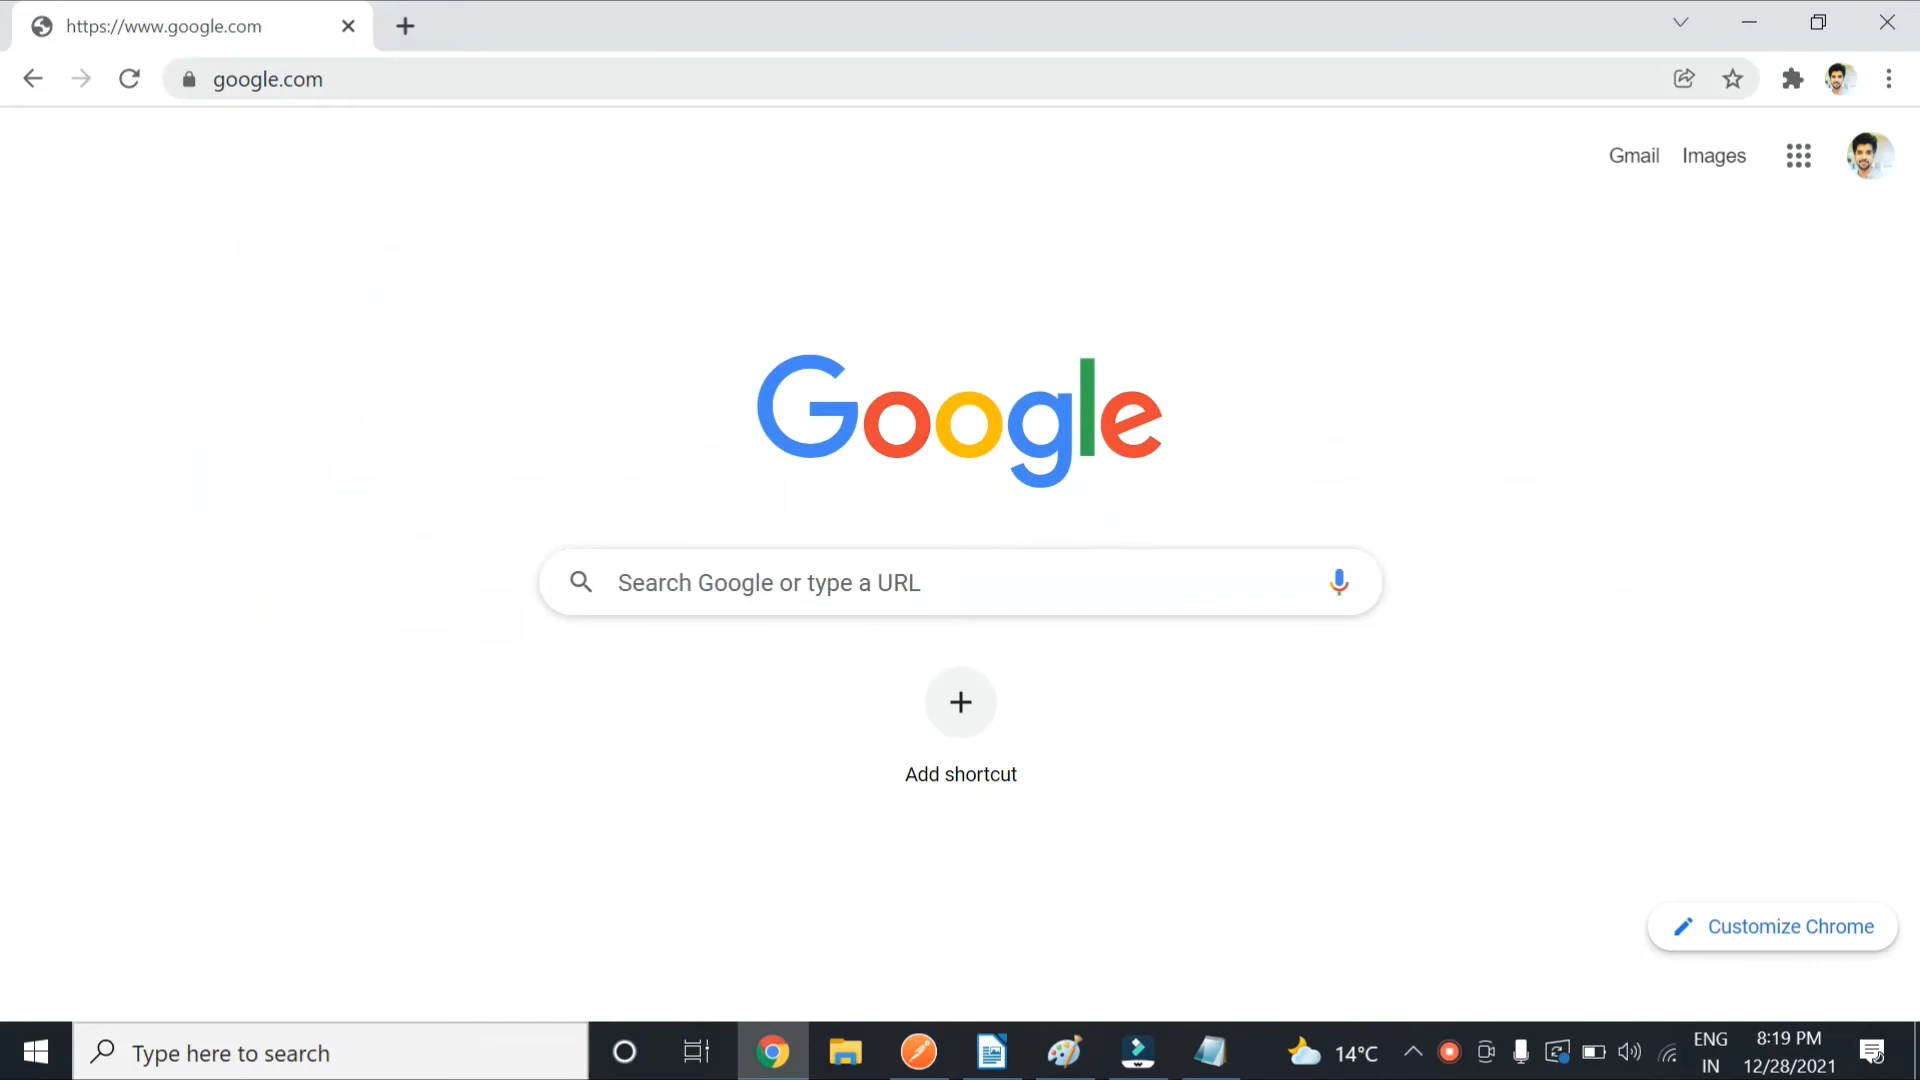 https://www.google.com
google.com
Gmail Images
Google
Search Google or type a URL
Add shortcut
Customize Chrome
Type here to search
14°C
ENG
IN
8:19 PM
12/28/2021